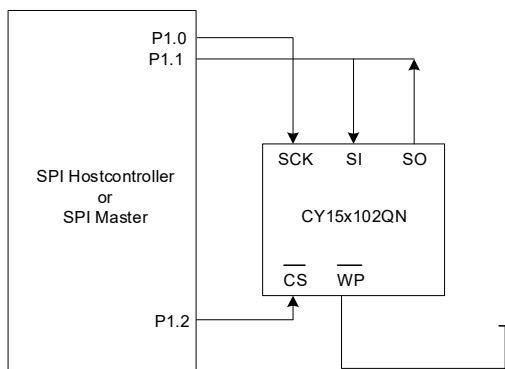 P1.0
P1.1
SCK SI SO
SPI Hostcontroller
or
SPI Master
CY15x102QN
CS WP
P1.2